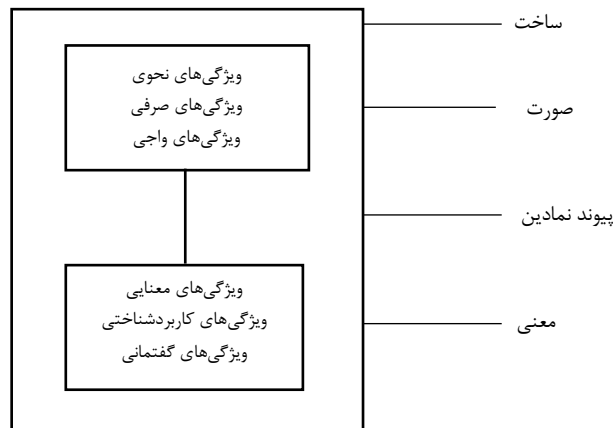 ساخت
ویژگی‌های نحوی
ویژگی‌های صرفی
ویژگی‌های واجی
صورت
پیوند نمادین
ویژگی‌های معنایی
ویژگی‌های کاربردشناختی
ویژگی‌های گفتمانی
معنی